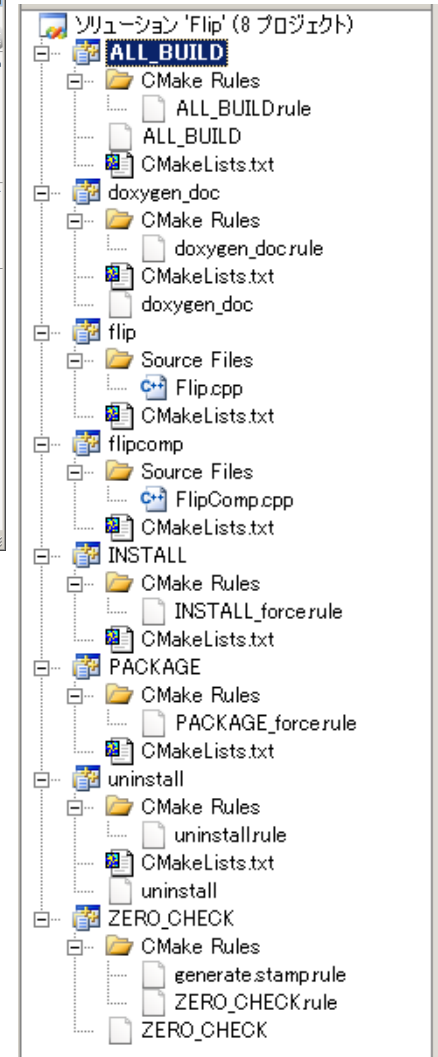 ソリューション 'Flip' (8 プロジェクト)
ALL_BUILD
CMake Rules
ALL_BUILD.rule
ALL_BUILD
CMakeLists.txt
doxygen_doc
CMake Rules
doxygen_doc.rule
CMakeLists.txt
doxygen_doc
flip
Source Files
Flip.cpp
CMakeLists.txt
flipcomp
Source Files
FlipComp.cpp
CMakeLists.txt
INSTALL
CMake Rules
INSTALL_force.rule
CMakeLists.txt
PACKAGE
CMake Rules
PACKAGE_force.rule
CMakeLists.txt
uninstall
CMake Rules
uninstall.rule
CMakeLists.txt
uninstall
ZERO_CHECK
CMake Rules
generate.stamp.rule
ZERO_CHECK.rule
ZERO_CHECK